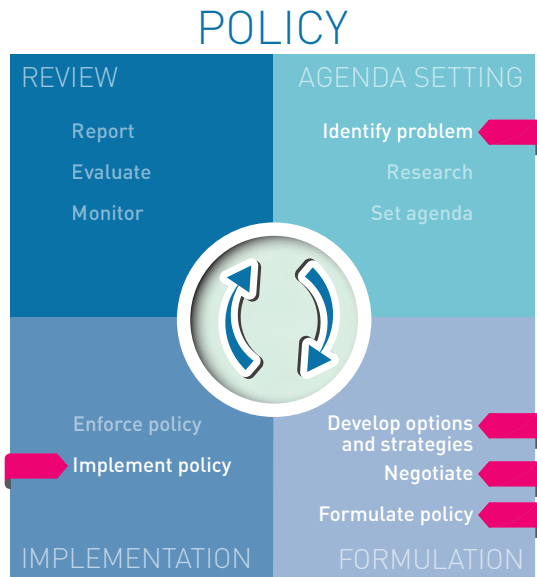 POLICY
REVIEW
Report
Evaluate
Monitor
AGENDA SETTING
Identify problem
Research
Set agenda
Enforce policy
Implement policy
IMPLEMENTATION
Develop options
and strategies
Negotiate
Formulate policy
FORMULATION